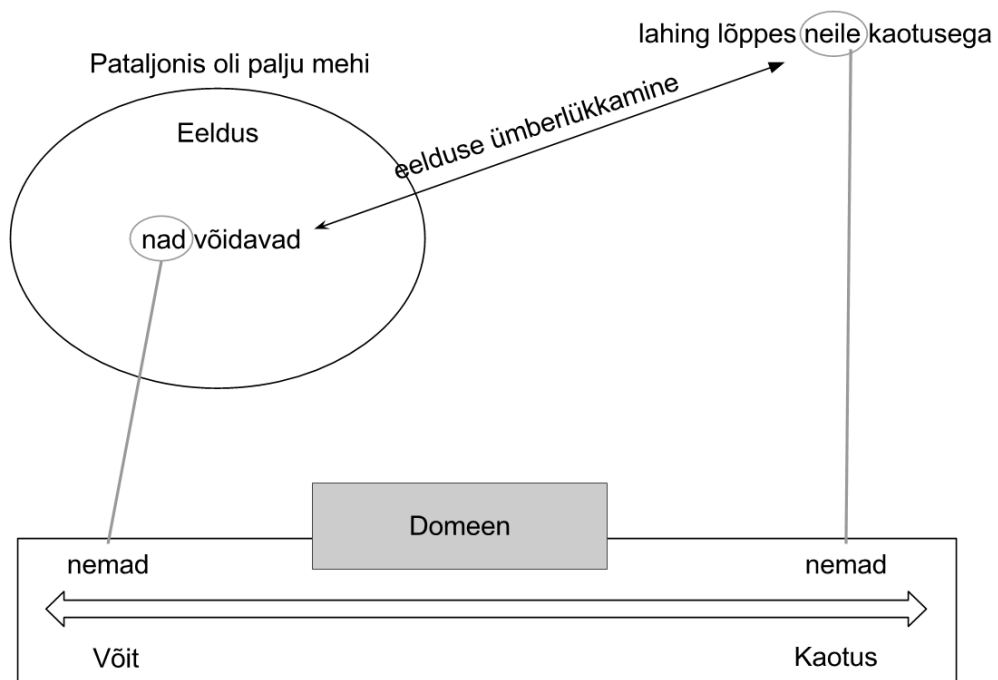 lahing lõppes neile kaotusega
Pataljonis oli palju mehi
Eeldus
eelduse ümberlükkamine
nad võidavad
Domeen
nemad
nemad
Võit
Kaotus